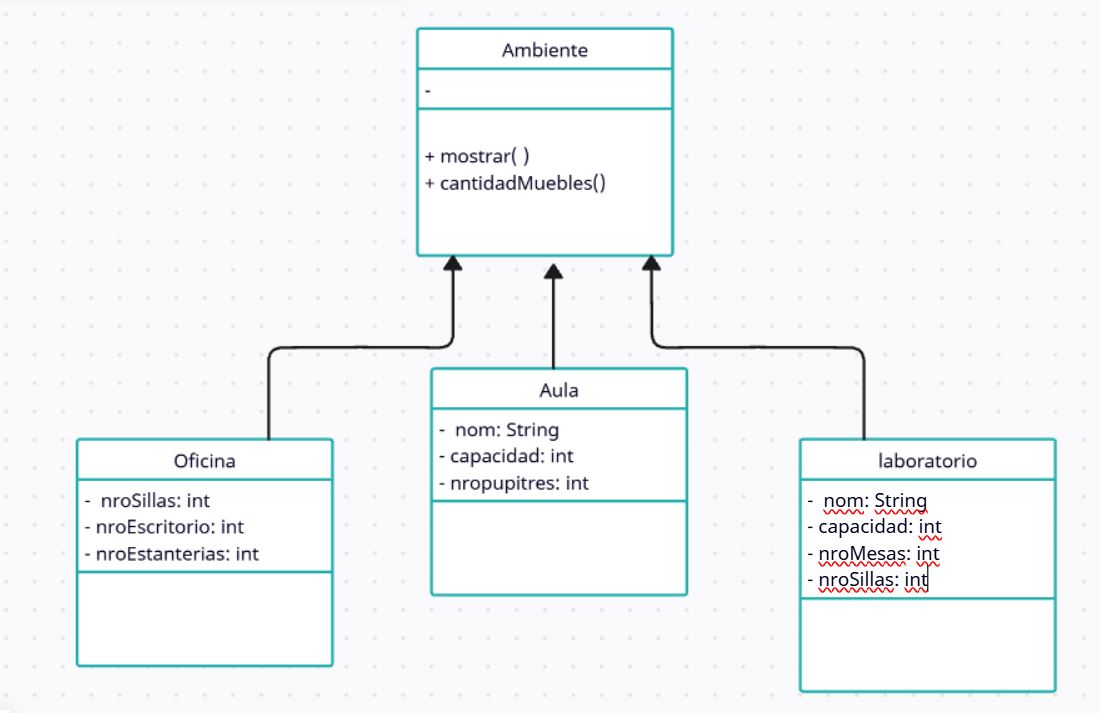 Ambiente
-
+ mostrar( )
+ cantidadMuebles()
Aula
-  nom: String
- capacidad: int
- nropupitres: int
Oficina
-  nroSillas: int
- nroEscritorio: int
- nroEstanterias: int
laboratorio
-  nom: String
- capacidad: int
- nroMesas: int
- nroSillas: int